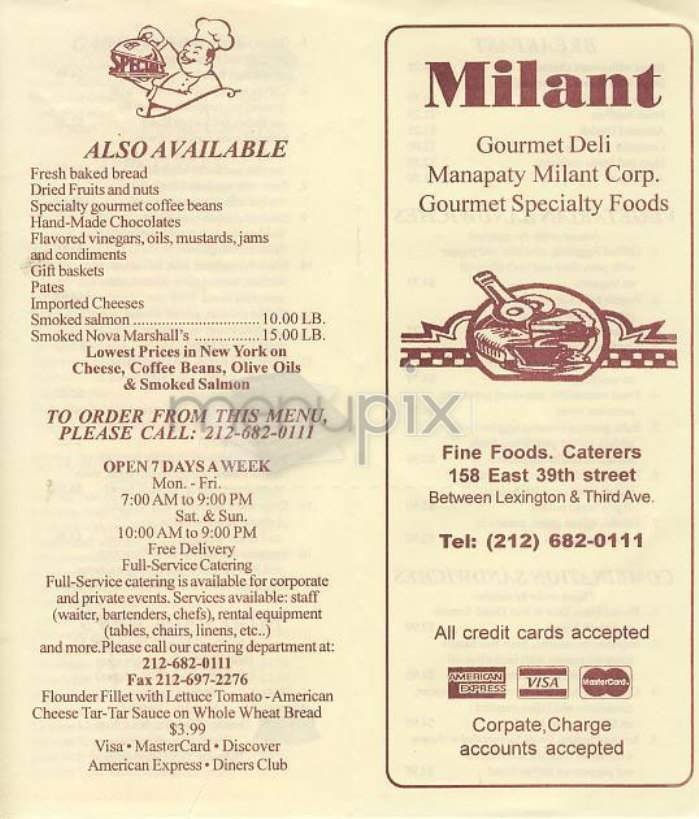 SPECIALS
ALSO AVAILABLE
Fresh baked bread
Dried Fruits and nuts
Specialty gourmet coffee beans
Hand-Made Chocolates
Flavored vinegars, oils, mustards, jams
and condiments
Gift baskets
Pates
Imported Cheeses
Smoked salmon ............................... 10.00 LB.
Smoked Nova Marshall's ................ 15.00 LB.
Lowest Prices in New York on
Cheese, Coffee Beans, Olive Oils
& Smoked Salmon
TO ORDER FROM THIS MENU,
PLEASE CALL: 212-682-0111
OPEN 7 DAYS A WEEK
Mon. - Fri.
7:00 AM to 9:00 PM
Sat. & Sun.
10:00 AM to 9:00 PM
Free Delivery
Full-Service Catering
Full-Service catering is available for corporate
and private events. Services available: staff
(waiter, bartenders, chefs), rental equipment
(tables, chairs, linens, etc..)
and more.Please call our catering department at:
212-682-0111
Fax 212-697-2276
Flounder Fillet with Lettuce Tomato - American
Cheese Tar-Tar Sauce on Whole Wheat Bread
$3.99
Visa • MasterCard • Discover
American Express • Diners Club
menupix
Milant
Gourmet Deli
Manapaty Milant Corp.
Gourmet Specialty Foods
Fine Foods. Caterers
158 East 39th street
Between Lexington & Third Ave.
Tel: (212) 682-0111
All credit cards accepted
AMERICAN EXPRESS VISA MasterCard
Corpate,Charge
accounts accepted